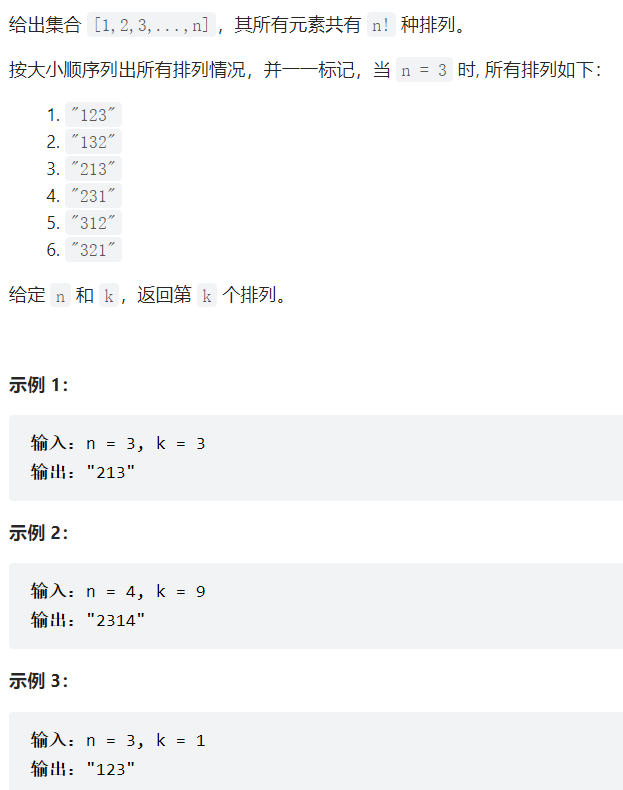 给出集合 [1,2,3,...,n]，其所有元素共有 n! 种排列。
按大小顺序列出所有排列情况，并一一标记，当 n = 3 时, 所有排列如下：
1. "123"
2. "132"
3. "213"
4. "231"
5. "312"
6. "321"
给定 n 和 k，返回第 k 个排列。
示例 1：
输入：n = 3, k = 3
输出："213"
示例 2：
输入：n = 4, k = 9
输出："2314"
示例 3：
输入：n = 3, k = 1
输出："123"